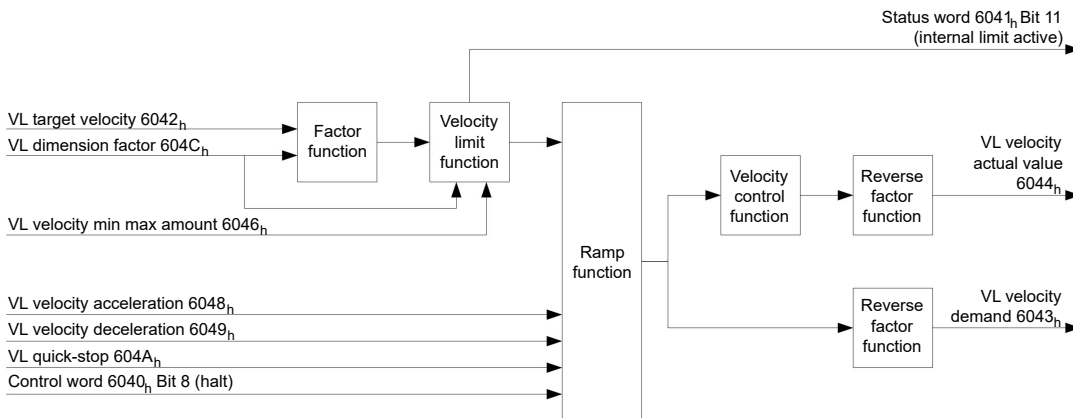 Status word 6041h Bit 11
(internal limit active)
VL target velocity 6042h
VL dimension factor 604Ch
Factor
function
Velocity
limit
function
VL velocity min max amount 6046h
Velocity
control
function
Reverse
factor
function
VL velocity
actual value
6044h
Ramp
function
VL velocity acceleration 6048h
VL velocity deceleration 6049h
VL quick-stop 604Ah
Control word 6040h Bit 8 (halt)
Reverse
factor
function
VL velocity
demand 6043h